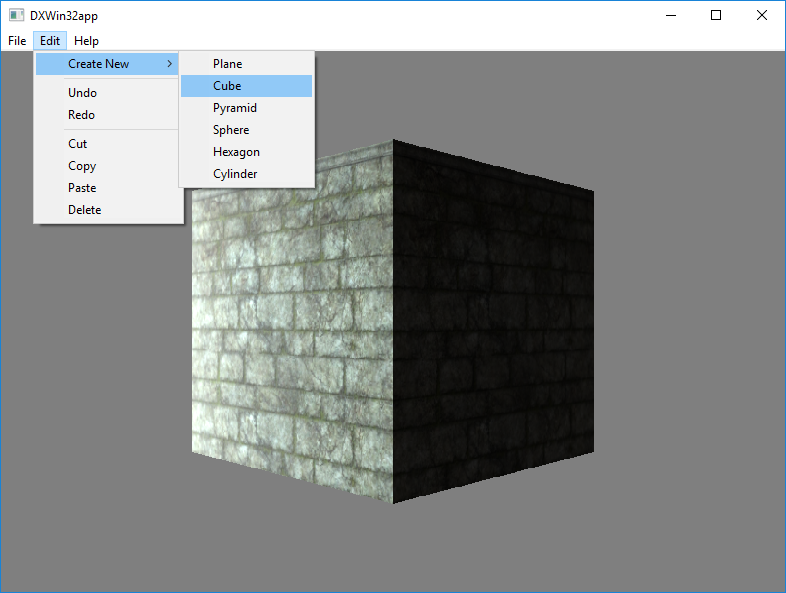 DXWin32app
File Edit Help
Create New
Undo
Redo
Cut
Copy
Paste
Delete
Plane
Cube
Pyramid
Sphere
Hexagon
Cylinder